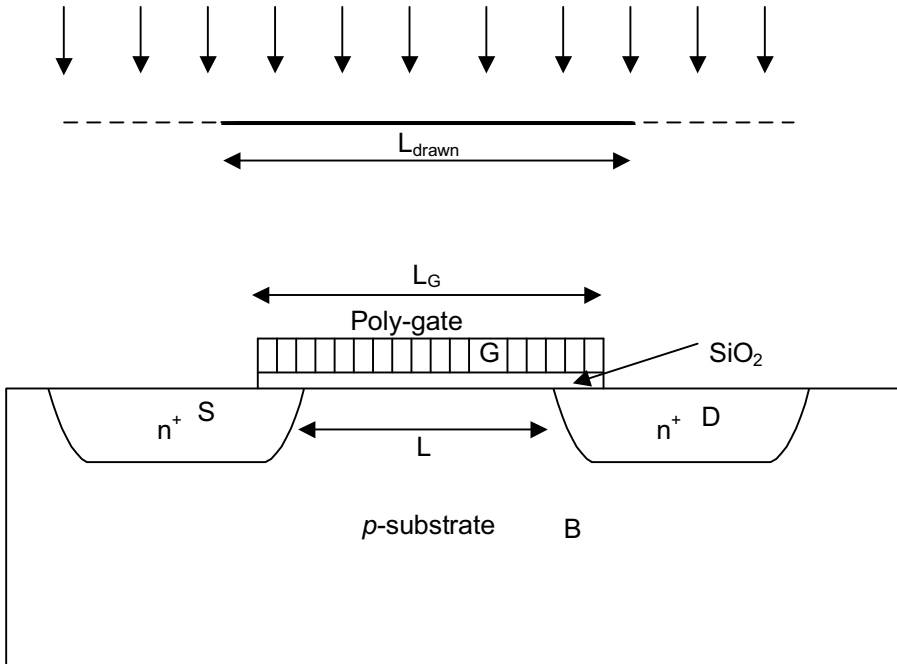 L_drawn
L_G
Poly-gate
G
SiO₂
n⁺ S
n⁺ D
L
p-substrate B